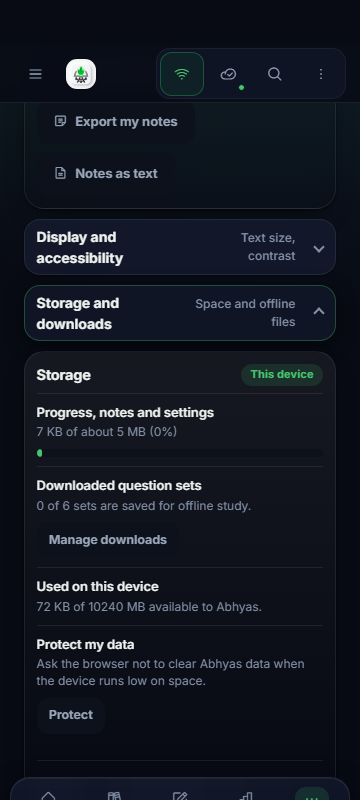 Export my notes
Notes as text
Display and
accessibility
Text size,
contrast
Storage and
downloads
Space and offline
files
Storage
This device
Progress, notes and settings
7 KB of about 5 MB (0%)
Downloaded question sets
0 of 6 sets are saved for offline study.
Manage downloads
Used on this device
72 KB of 10240 MB available to Abhyas.
Protect my data
Ask the browser not to clear Abhyas data when
the device runs low on space.
Protect